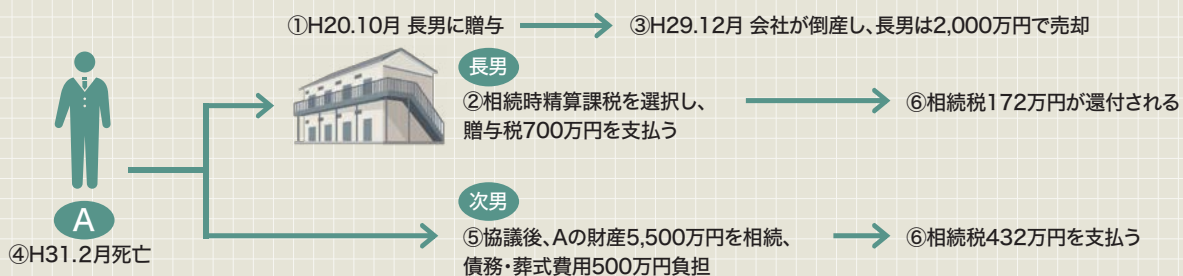 ①H20.10月 長男に贈与
③H29.12月 会社が倒産し、長男は2,000万円で売却
長男
②相続時精算課税を選択し、
贈与税700万円を支払う
⑥相続税172万円が還付される
A
④H31.2月死亡
次男
⑤協議後、Aの財産5,500万円を相続、
債務・葬式費用500万円負担
⑥相続税432万円を支払う